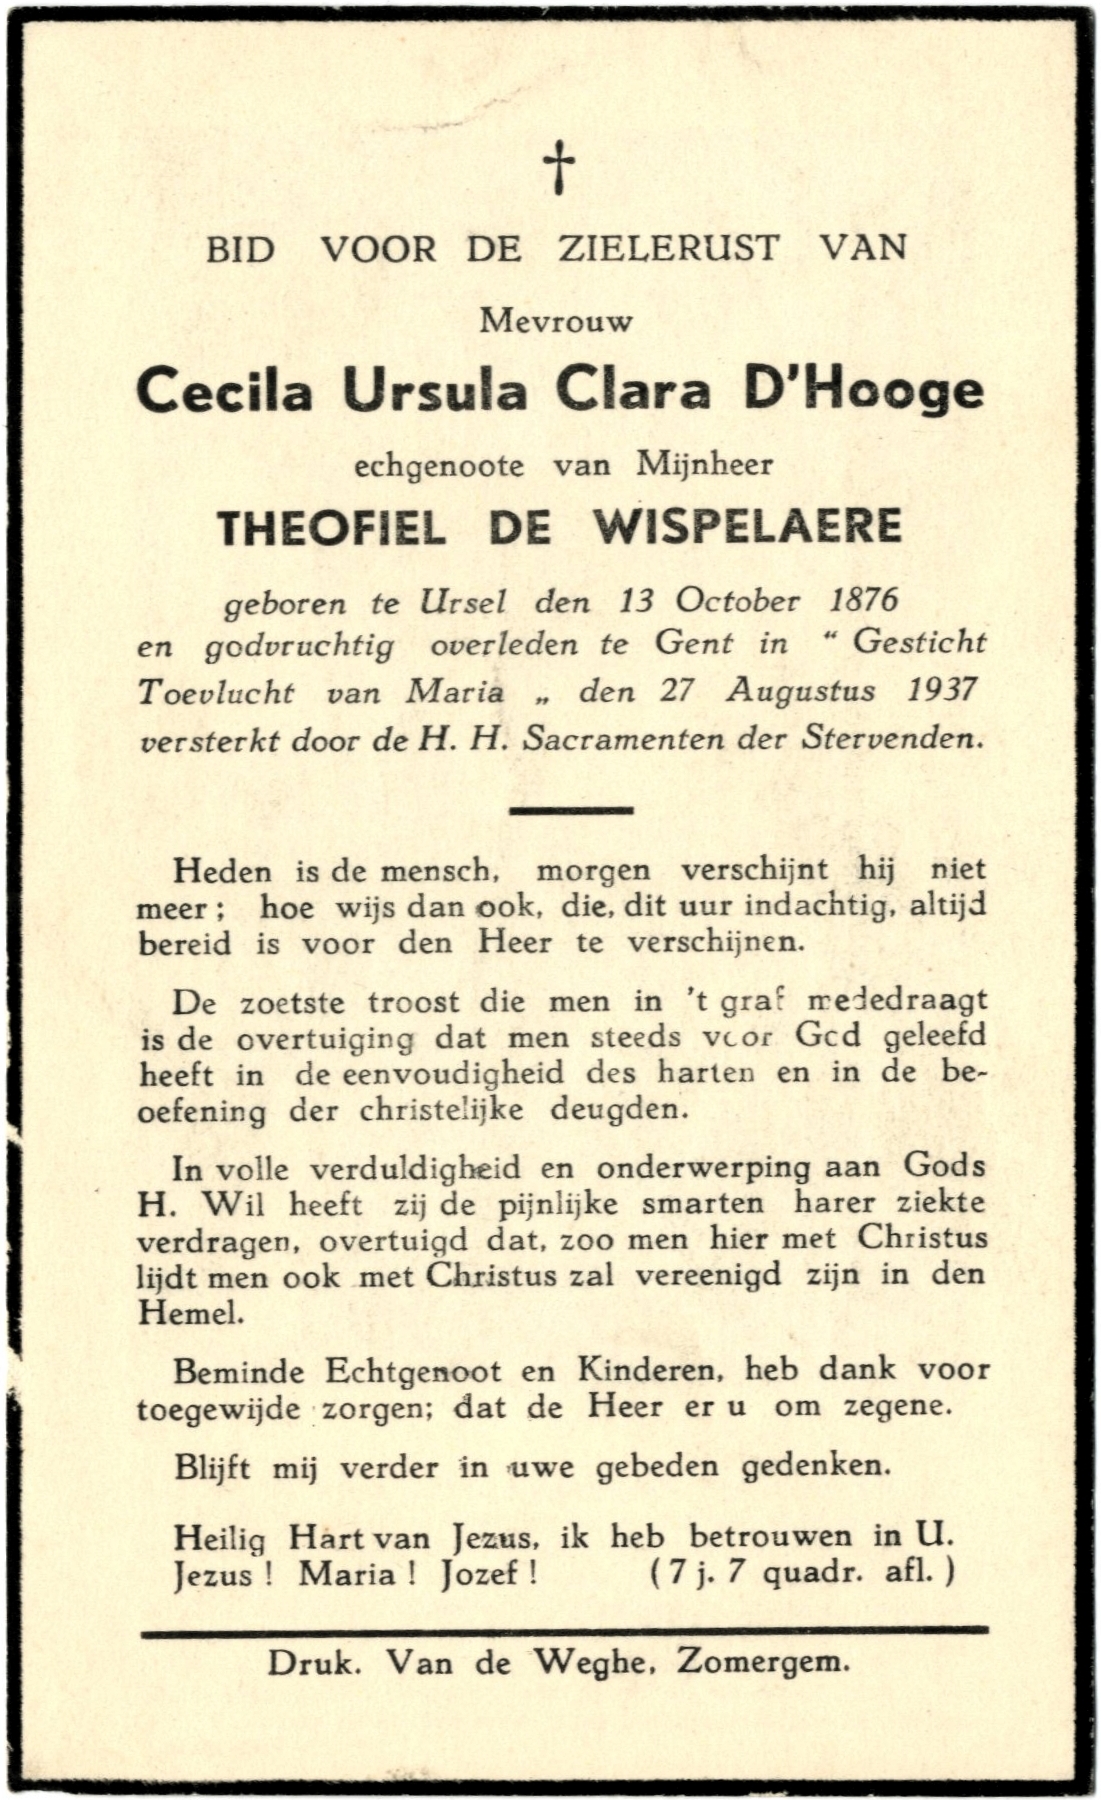 †
BID VOOR DE ZIELERUST VAN
Mevrouw
Cecila Ursula Clara D'Hooge
echgenoote van Mijnheer
THEOFIEL DE WISPELAERE
geboren te Ursel den 13 October 1876
en godvruchtig overleden te Gent in “ Gesticht
Toevlucht van Maria „ den 27 Augustus 1937
versterkt door de H. H. Sacramenten der Stervenden.
Heden is de mensch, morgen verschijnt hij niet
meer ; hoe wijs dan ook, die, dit uur indachtig, altijd
bereid is voor den Heer te verschijnen.
De zoetste troost die men in 't graf mededraagt
is de overtuiging dat men steeds voor God geleefd
heeft in de eenvoudigheid des harten en in de be-
oefening der christelijke deugden.
In volle verduldigheid en onderwerping aan Gods
H. Wil heeft zij de pijnlijke smarten harer ziekte
verdragen, overtuigd dat, zoo men hier met Christus
lijdt men ook met Christus zal vereenigd zijn in den
Hemel.
Beminde Echtgenoot en Kinderen, heb dank voor
toegewijde zorgen; dat de Heer er u om zegene.
Blijft mij verder in uwe gebeden gedenken.
Heilig Hart van Jezus, ik heb betrouwen in U.
Jezus ! Maria ! Jozef ! ( 7 j. 7 quadr. afl. )
Druk. Van de Weghe, Zomergem.